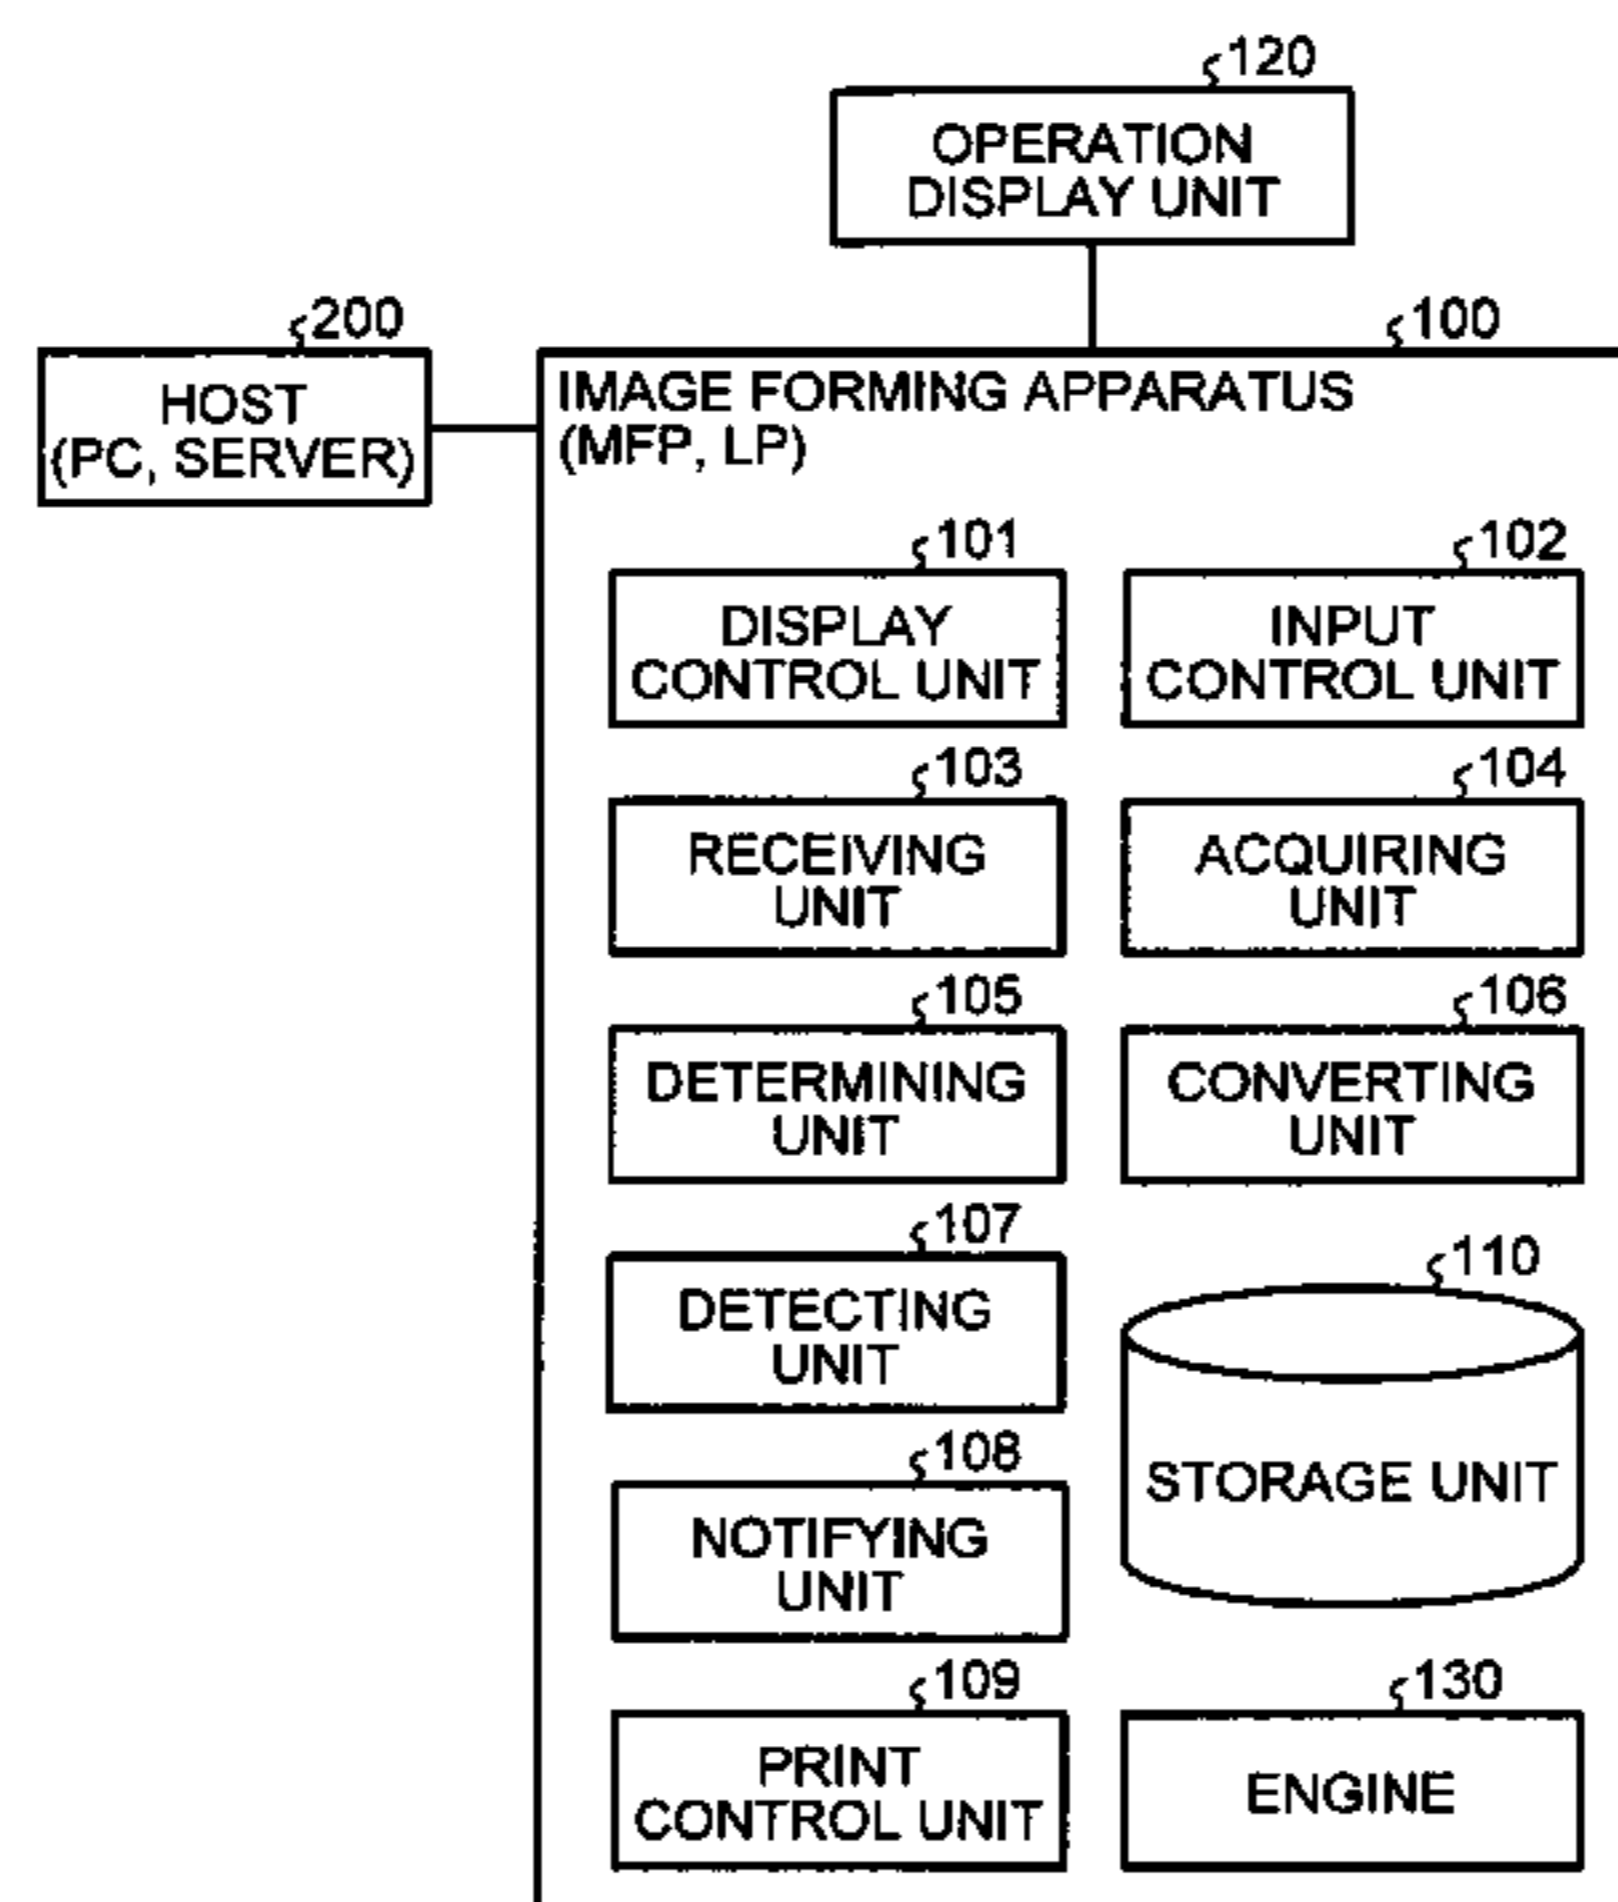 120
OPERATION
DISPLAY UNIT
200
100
HOST
(PC, SERVER)
IMAGE FORMING APPARATUS
(MFP, LP)
101
102
DISPLAY
CONTROL UNIT
INPUT
CONTROL UNIT
103
104
RECEIVING
UNIT
ACQUIRING
UNIT
105
106
DETERMINING
UNIT
CONVERTING
UNIT
107
110
DETECTING
UNIT
108
STORAGE UNIT
NOTIFYING
UNIT
109
130
PRINT
CONTROL UNIT
ENGINE